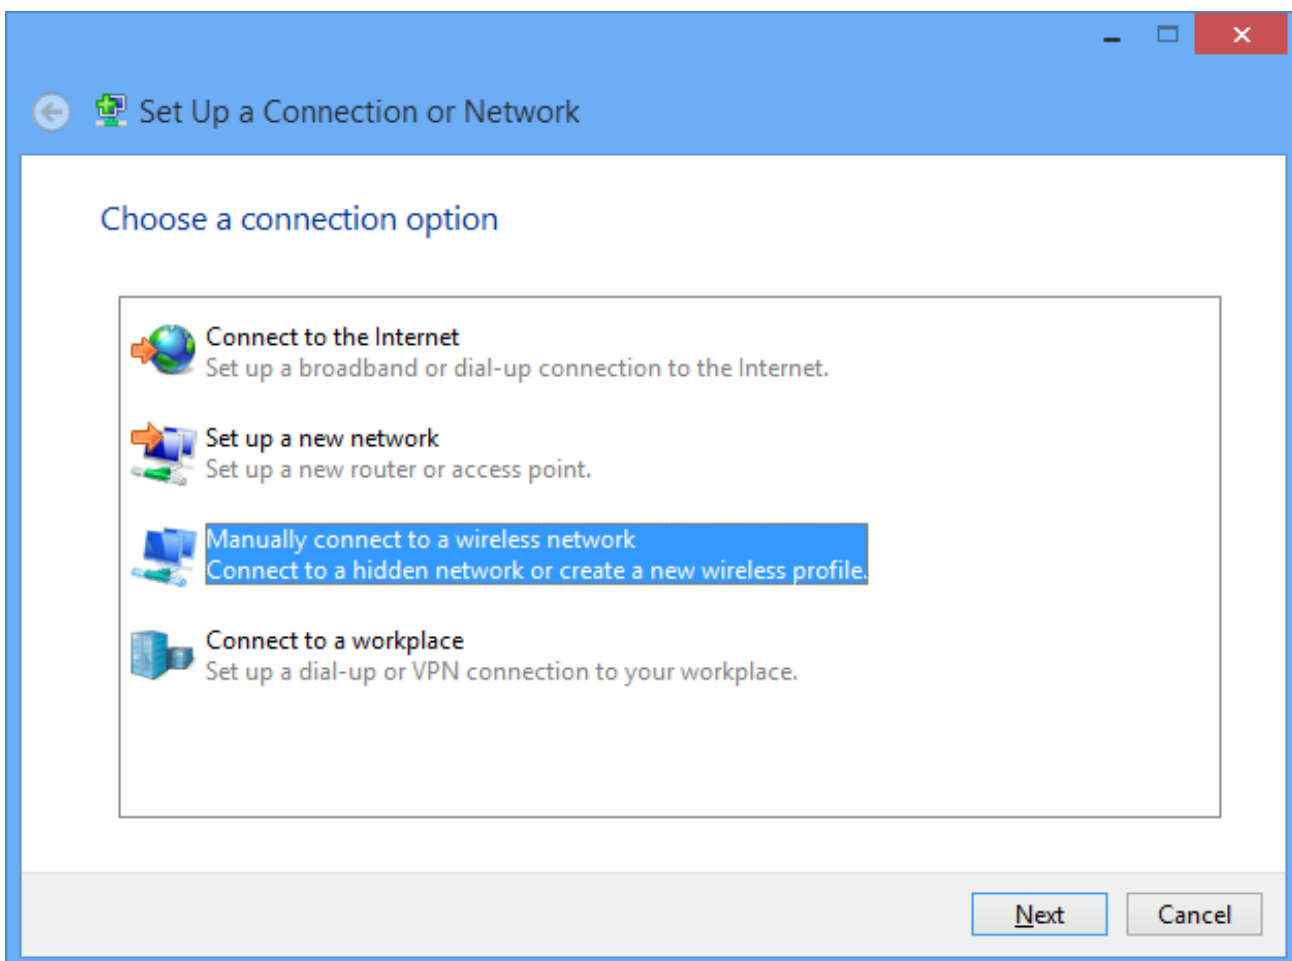 Set Up a Connection or Network
Choose a connection option
Connect to the Internet
Set up a broadband or dial-up connection to the Internet.
Set up a new network
Set up a new router or access point.
Manually connect to a wireless network
Connect to a hidden network or create a new wireless profile.
Connect to a workplace
Set up a dial-up or VPN connection to your workplace.
Next Cancel